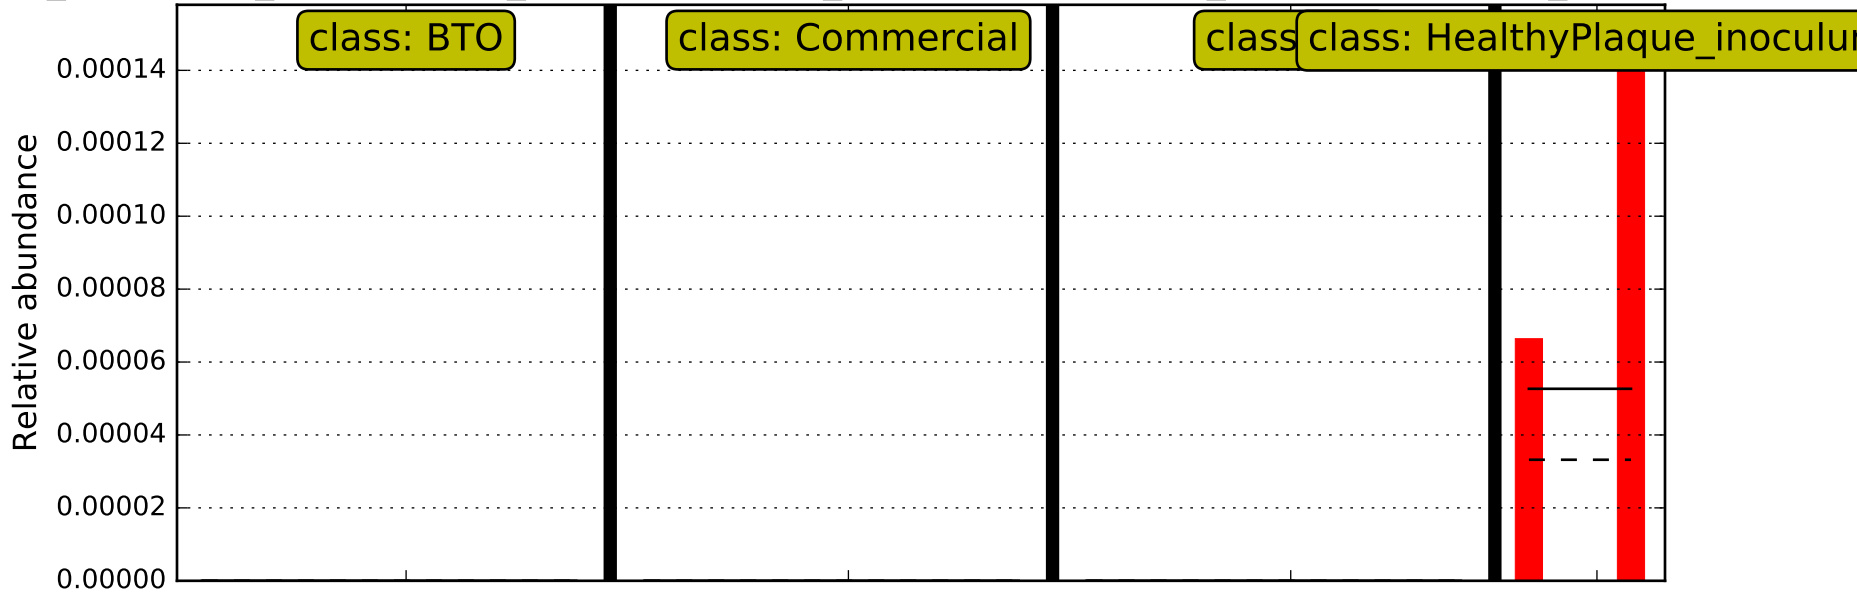 class: BTO
class: Commercial
class
class: HealthyPlaque_inoculu
Relative abundance
0.00014
0.00012
0.00010
0.00008
0.00006
0.00004
0.00002
0.00000